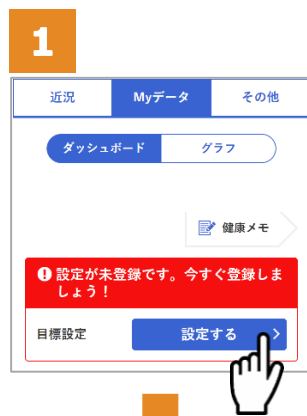 1
近況
Myデータ
その他
ダッシュボード
グラフ
健康メモ
設定が未登録です。今すぐ登録しま
しょう！
目標設定
設定する